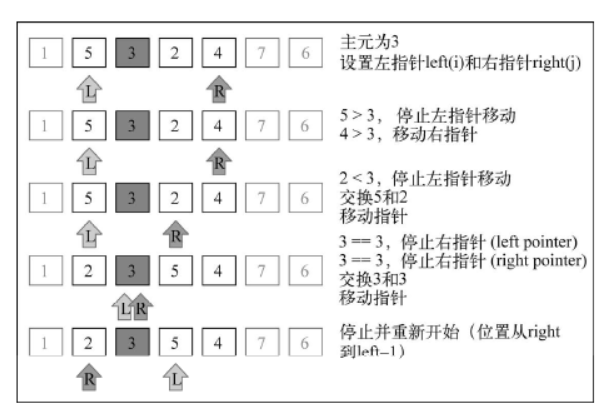 1 5 3 2 4 7 6
主元为3
设置左指针left(i)和右指针right(j)
L R
1 5 3 2 4 7 6
5 > 3，停止左指针移动
4 > 3，移动右指针
L R
1 5 3 2 4 7 6
2 < 3，停止左指针移动
交换5和2
移动指针
L R
1 2 3 5 4 7 6
3 == 3，停止右指针 (left pointer)
3 == 3，停止右指针 (right pointer)
交换3和3
移动指针
L R
1 2 3 5 4 7 6
停止并重新开始（位置从right
到left–1）
R L